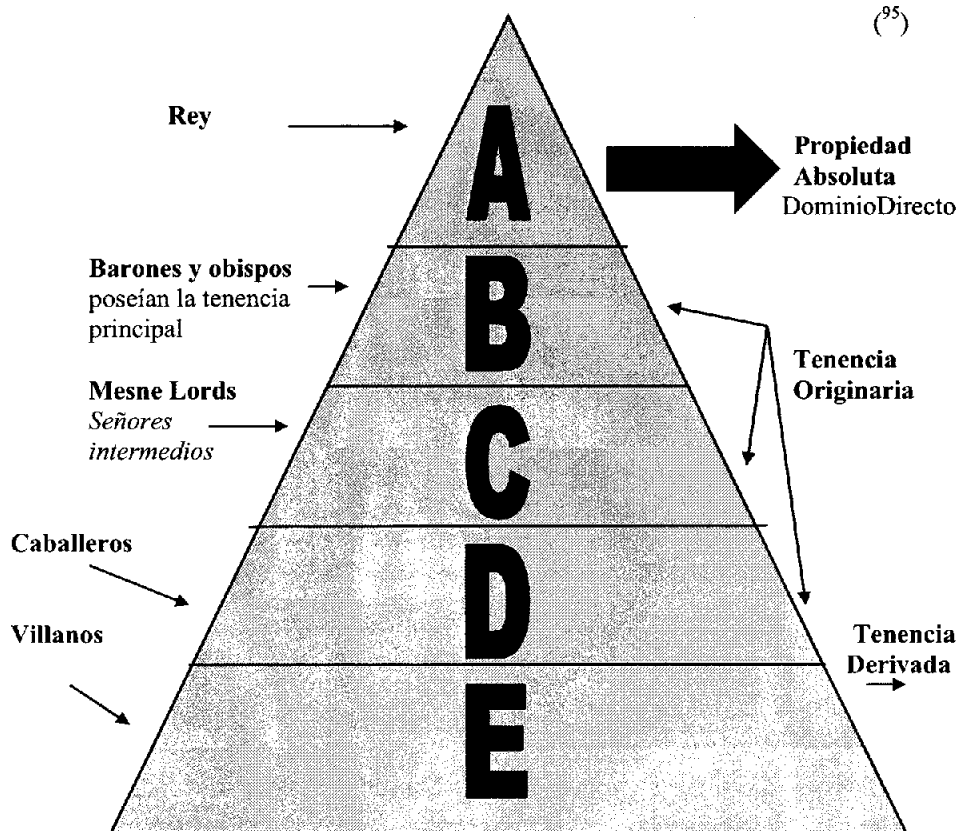 (95)
Rey
A
Propiedad
Absoluta
DominioDirecto
Barones y obispos
poseían la tenencia
principal
B
Tenencia
Originaria
Mesne Lords
Señores
intermedios
C
Caballeros
D
Villanos
Tenencia
Derivada
E